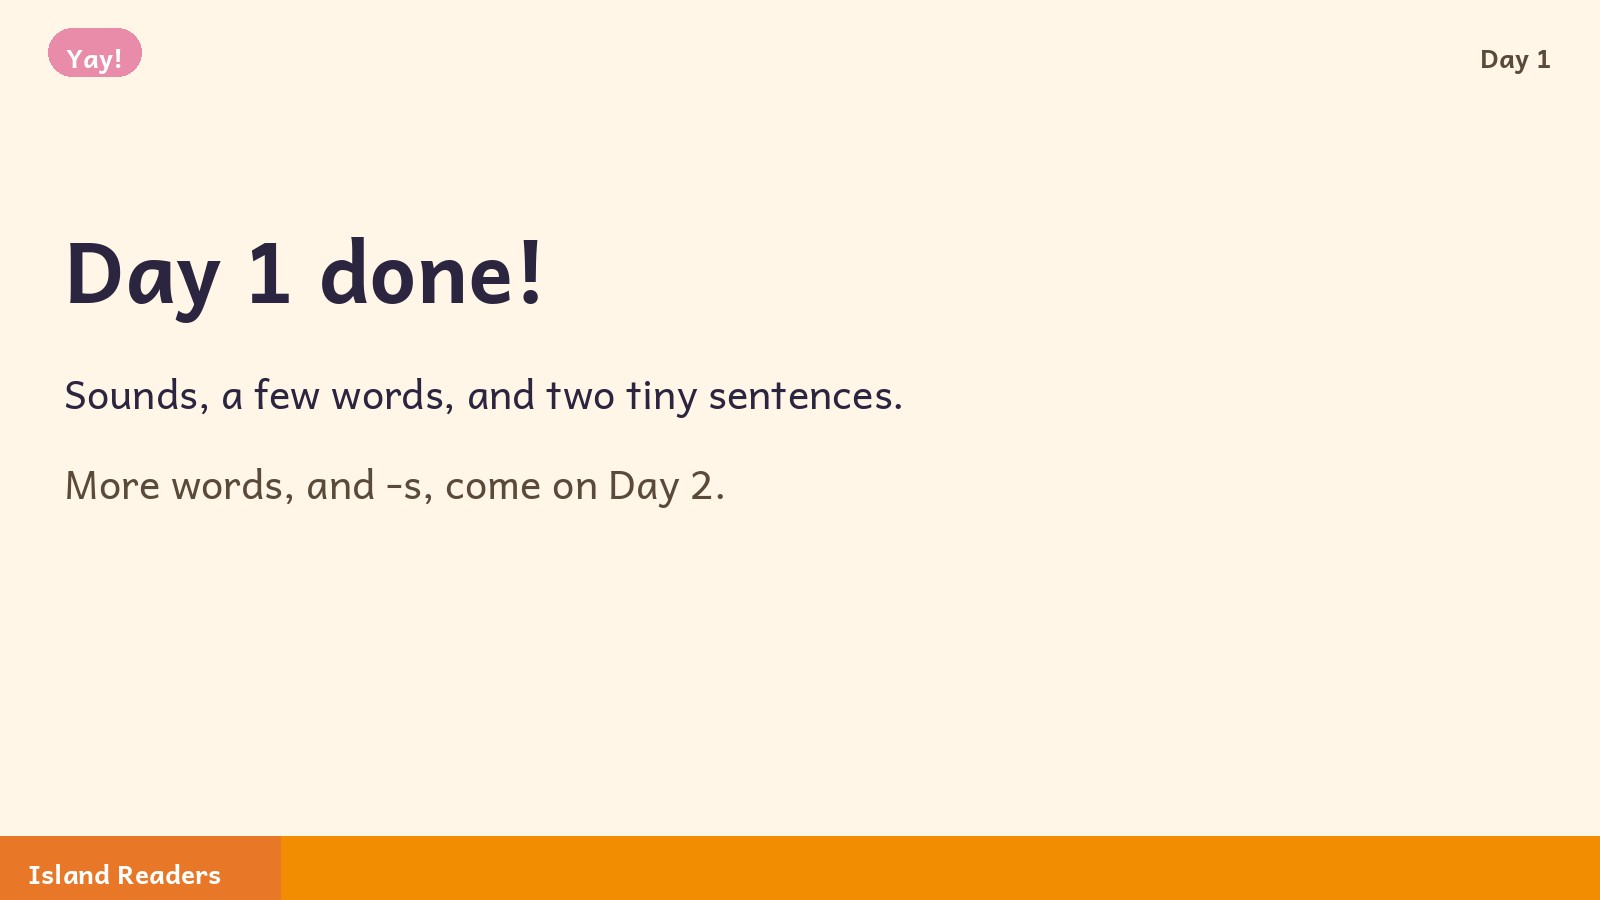 Yay!
Day 1
Day 1 done!
Sounds, a few words, and two tiny sentences.
More words, and -s, come on Day 2.
Island Readers